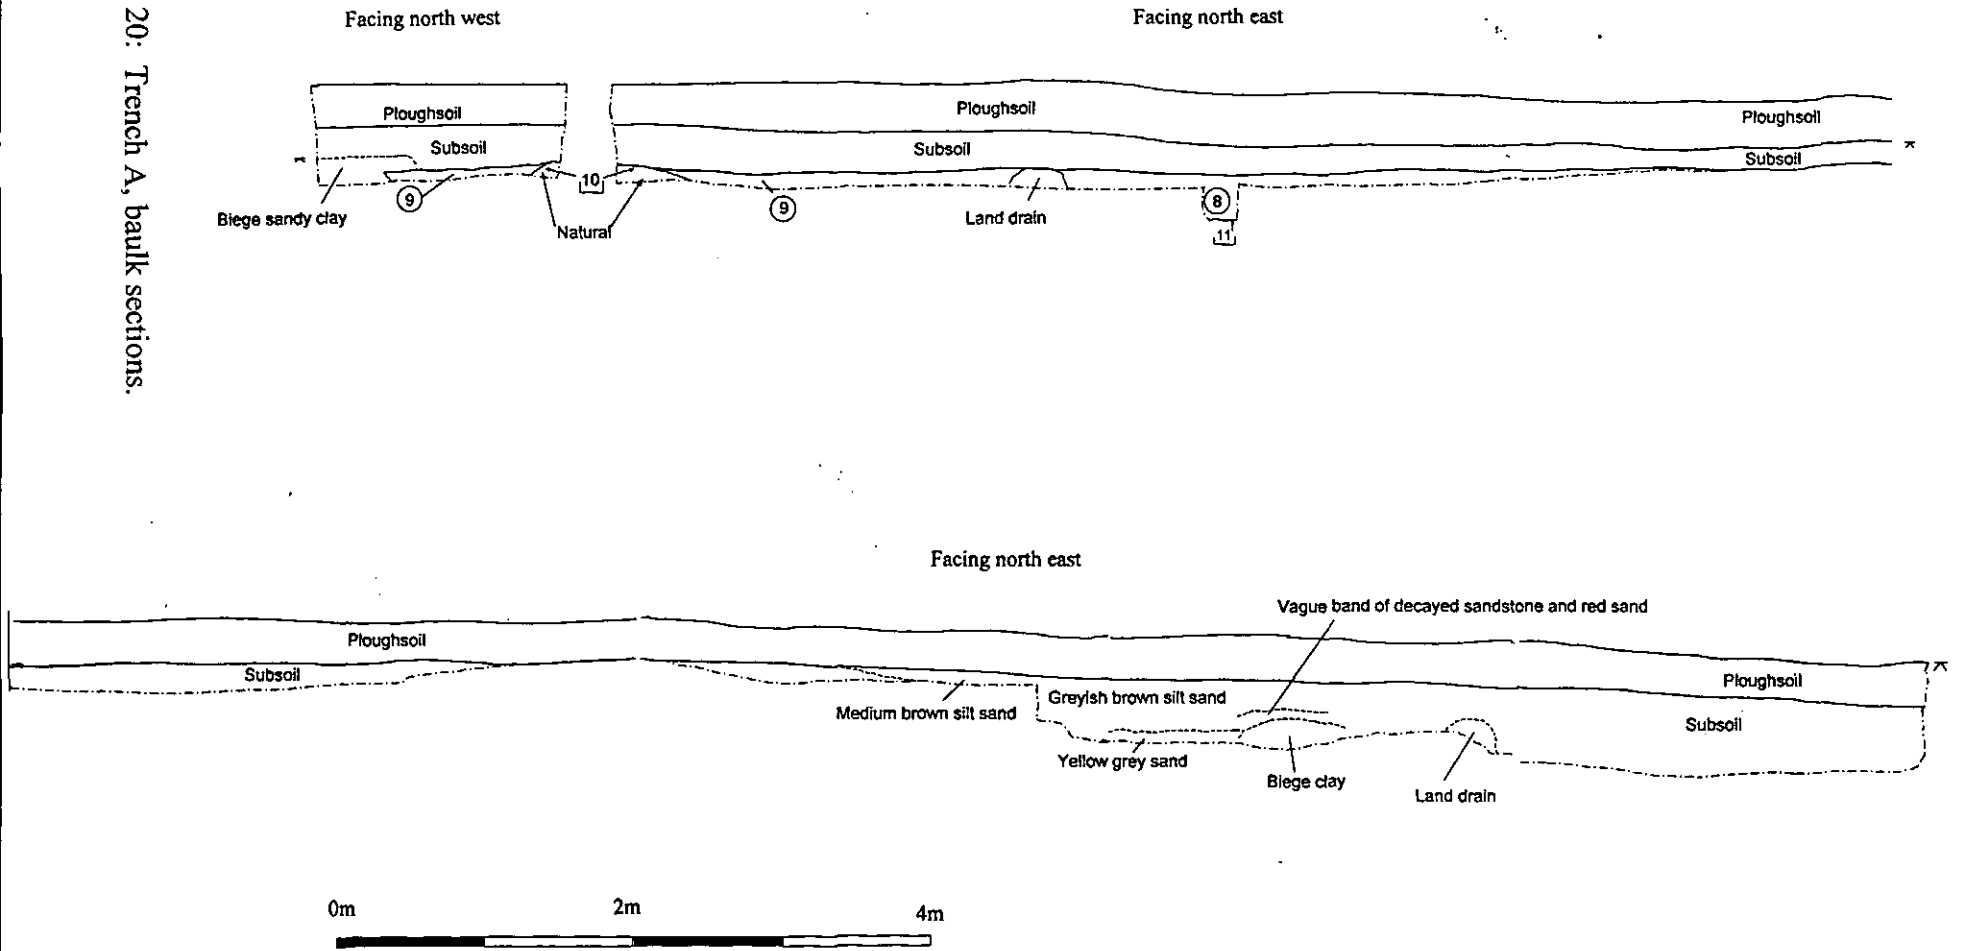 20: Trench A, baulk sections.
Facing north west
Facing north east
Ploughsoil
Ploughsoil
Ploughsoil
Subsoil
Subsoil
Subsoil
9
10
9
8
Biege sandy clay
Natural
Land drain
11
Facing north east
Vague band of decayed sandstone and red sand
Ploughsoil
Subsoil
Ploughsoil
Greyish brown silt sand
Medium brown silt sand
Subsoil
Yellow grey sand
Biege clay
Land drain
0m
2m
4m